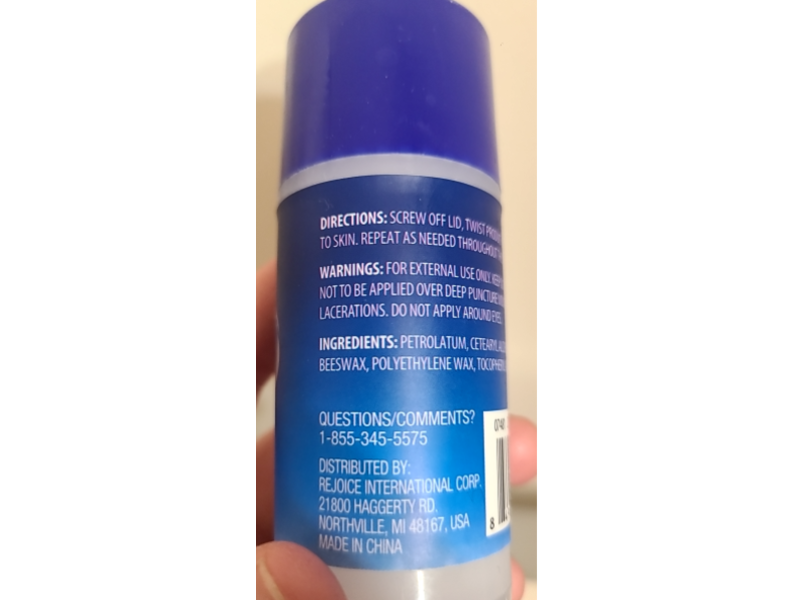 DIRECTIONS: SCREW OFF LID, TWIST
TO SKIN. REPEAT AS NEEDED THROUGHOUT
WARNINGS: FOR EXTERNAL USE ONLY. KEEP
NOT TO BE APPLIED OVER DEEP PUNCTURE
LACERATIONS. DO NOT APPLY AROUND EYES.
INGREDIENTS: PETROLATUM, CETEARYL
BEESWAX, POLYETHYLENE WAX,
QUESTIONS/COMMENTS?
1-855-345-5575
DISTRIBUTED BY:
REJOICE INTERNATIONAL CORP.
21800 HAGGERTY RD.
NORTHVILLE, MI 48167, USA
MADE IN CHINA
8